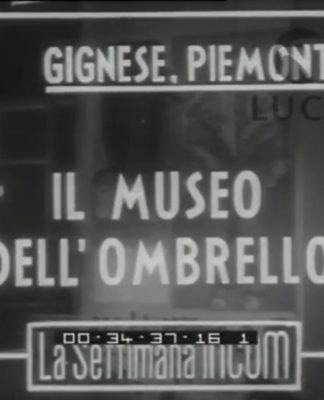 GIGNESE, PIEMONT
LUC
IL MUSEO
DELL'OMBRELLO
00-34-37-16 1
La Settimana INCOM